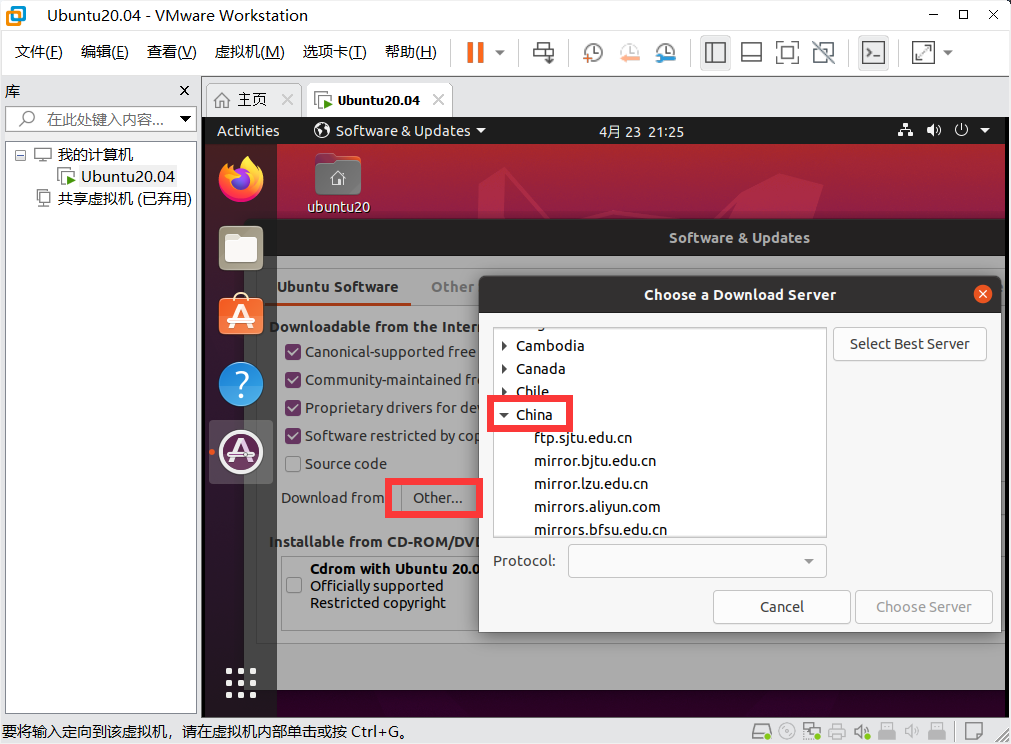 Ubuntu20.04 - VMware Workstation
文件(F) 编辑(E) 查看(V) 虚拟机(M) 选项卡(T) 帮助(H)
库
在此处键入内容...
我的计算机
Ubuntu20.04
共享虚拟机 (已弃用)
主页
Ubuntu20.04
Activities
Software & Updates
4月 23 21:25
ubuntu20
Software & Updates
Ubuntu Software
Other
Downloadable from the Inter
Canonical-supported free
Community-maintained fre
Proprietary drivers for dev
Software restricted by cop
Source code
Download from
Other...
Installable from CD-ROM/DVD
Cdrom with Ubuntu 20.0
Officially supported
Restricted copyright
Choose a Download Server
Cambodia
Canada
Chile
China
ftp.sjtu.edu.cn
mirror.bjtu.edu.cn
mirror.lzu.edu.cn
mirrors.aliyun.com
mirrors.bfsu.edu.cn
Select Best Server
Protocol:
Cancel
Choose Server
要将输入定向到该虚拟机，请在虚拟机内部单击或按 Ctrl+G。